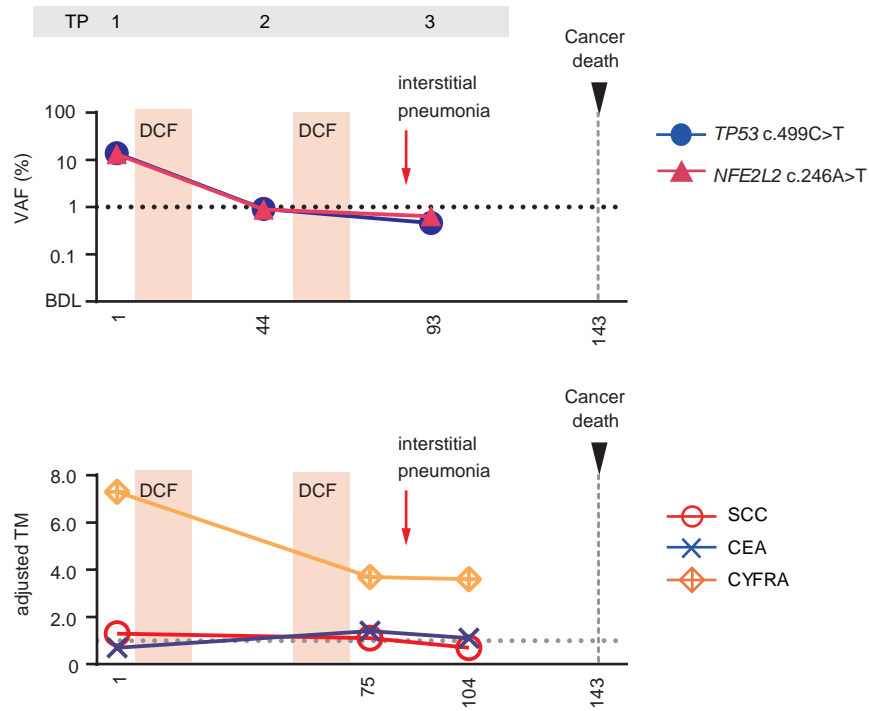 TP 1 2 3
Cancer
death
interstitial
pneumonia
DCF DCF
VAF (%)
100
10
1
0.1
BDL
1 44 93 143
TP53 c.499C>T
NFE2L2 c.246A>T
Cancer
death
interstitial
pneumonia
DCF DCF
adjusted TM
8.0
6.0
4.0
2.0
0
1 75 104 143
SCC
CEA
CYFRA